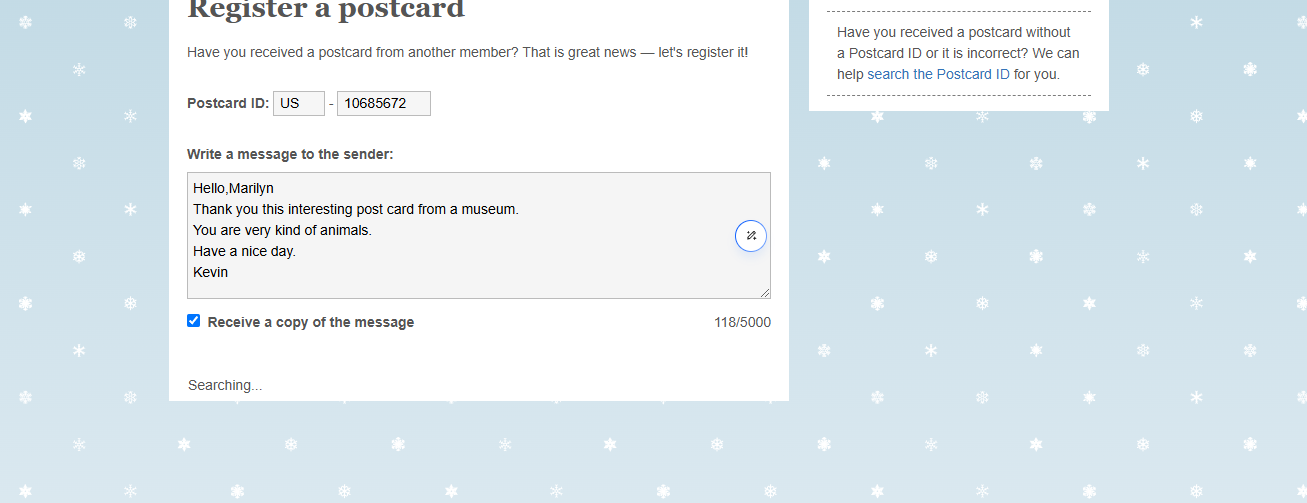 Register a postcard
Have you received a postcard from another member? That is great news — let's register it!
Postcard ID: US - 10685672
Write a message to the sender:
Hello,Marilyn
Thank you this interesting post card from a museum.
You are very kind of animals.
Have a nice day.
Kevin
Receive a copy of the message 118/5000
Searching...
Have you received a postcard without
a Postcard ID or it is incorrect? We can
help search the Postcard ID for you.